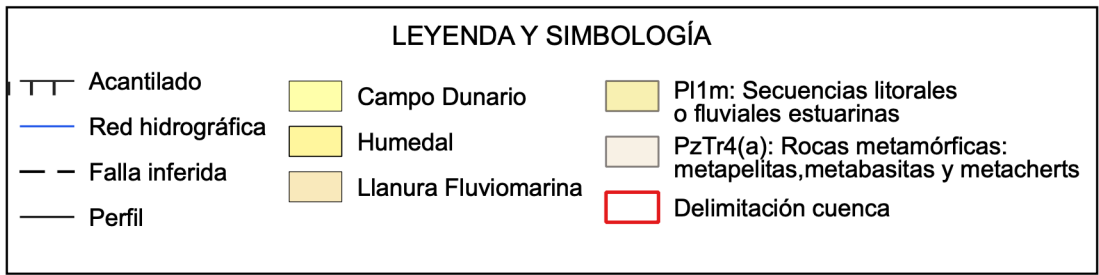 LEYENDA Y SIMBOLOGÍA
Acantilado
Red hidrográfica
Falla inferida
Perfil
Campo Dunario
Humedal
Llanura Fluviomarina
Pl1m: Secuencias litorales
o fluviales estuarinas
PzTr4(a): Rocas metamórficas:
metapelitas,metabasitas y metacherts
Delimitación cuenca